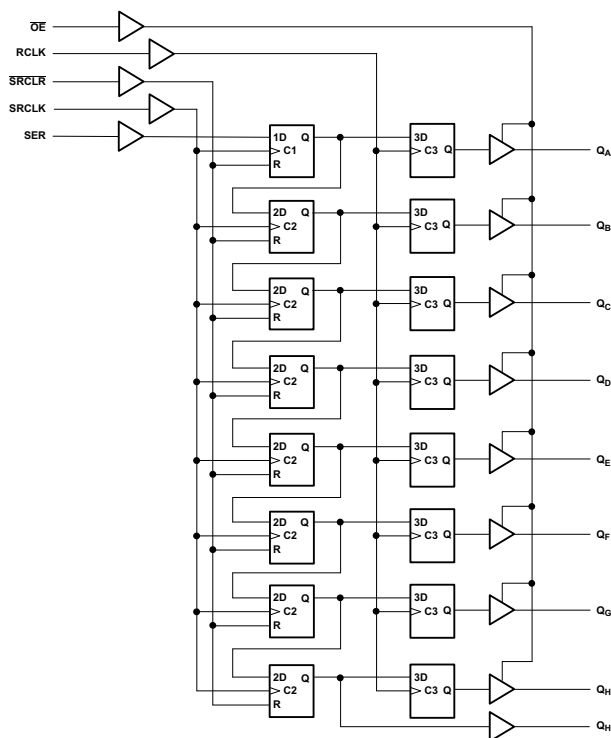 OE
RCLK
SRCLR
SRCLK
SER
1D Q
C1
R
3D
C3 Q
QA
2D Q
C2
R
3D
C3 Q
QB
2D Q
C2
R
3D
C3 Q
QC
2D Q
C2
R
3D
C3 Q
QD
2D Q
C2
R
3D
C3 Q
QE
2D Q
C2
R
3D
C3 Q
QF
2D Q
C2
R
3D
C3 Q
QG
2D Q
C2
R
3D
C3 Q
QH
QH